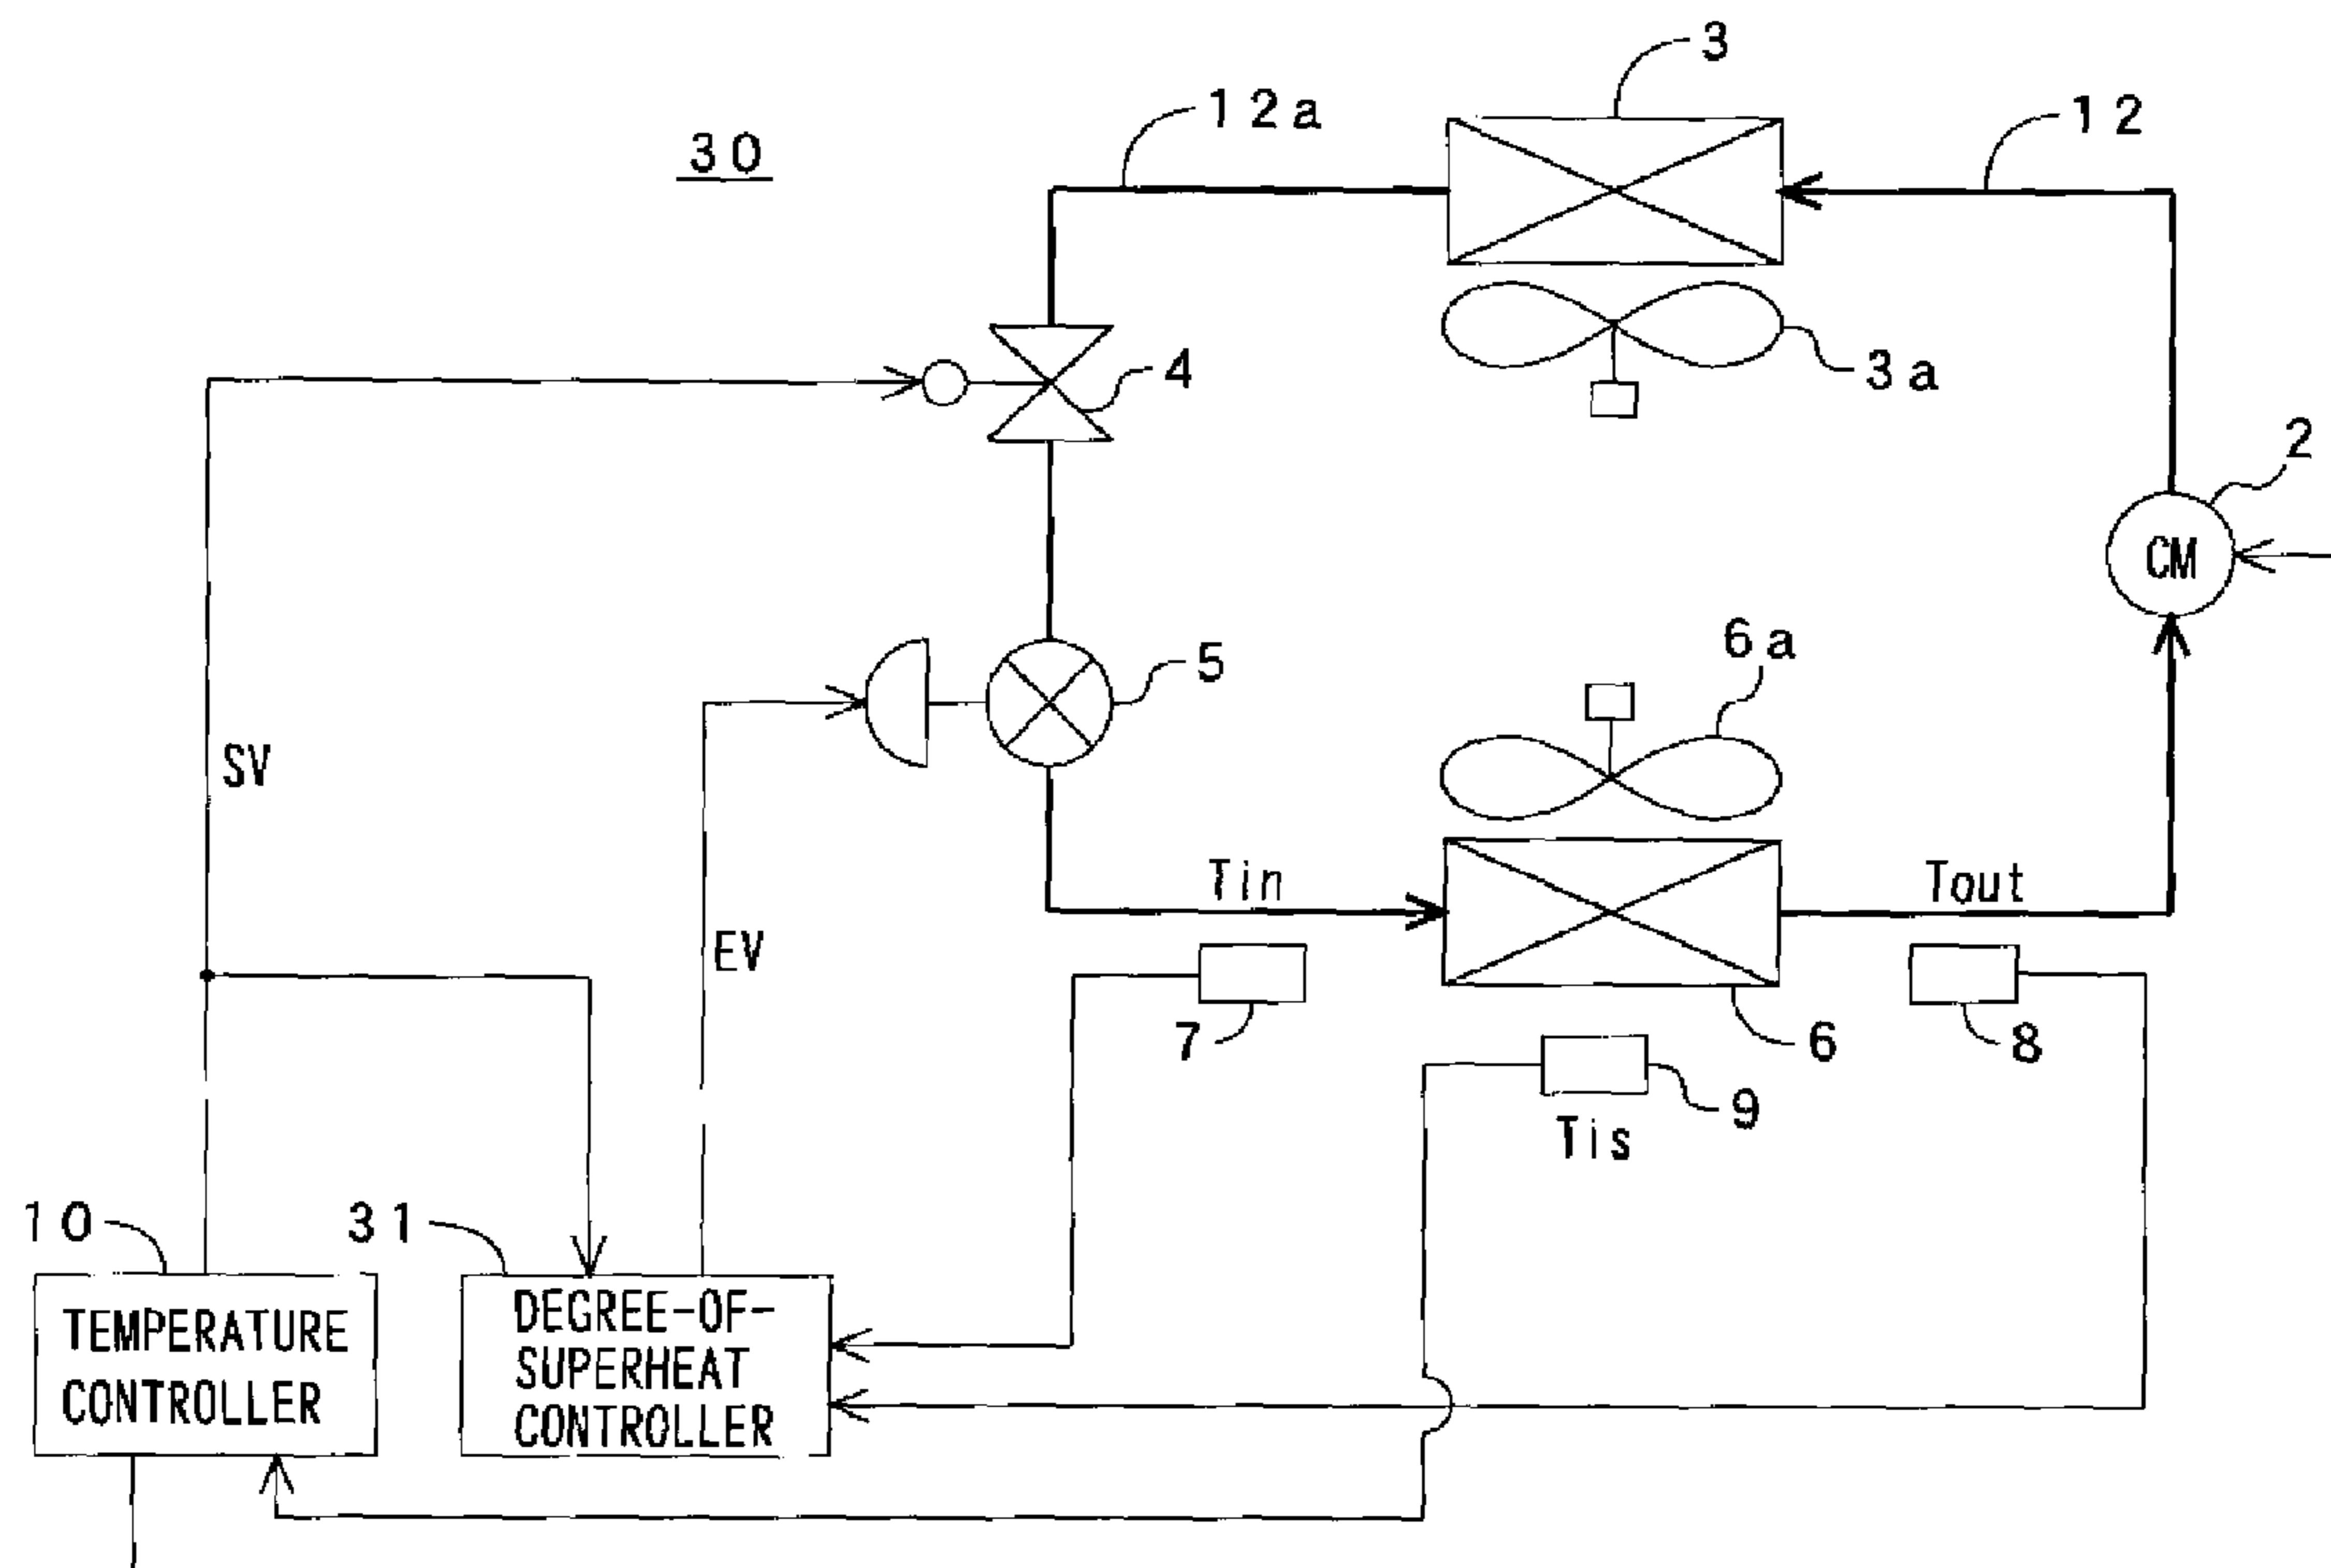 3
12a
12
30
4
3a
2
CM
5
6a
SV
Tin
Tout
EV
7
6
8
9
Tis
10
31
TEMPERATURE
CONTROLLER
DEGREE-OF-
SUPERHEAT
CONTROLLER